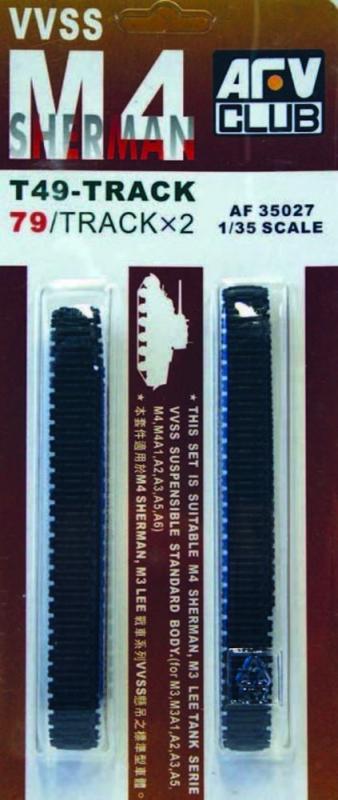 VVSS
M4
SHERMAN
AFV
CLUB
T49-TRACK
79/TRACK×2
AF 35027
1/35 SCALE
* THIS SET IS SUITABLE M4 SHERMAN, M3 LEE TANK SERIE
VVSS SUSPENSIBLE STANDARD BODY.(for M3,M3A1,A2,A3,A5,
M4,M4A1,A2,A3,A5,A6)
* 本套件適用於M4 SHERMAN, M3 LEE 戰車系列VVSS懸吊之標準型車體。